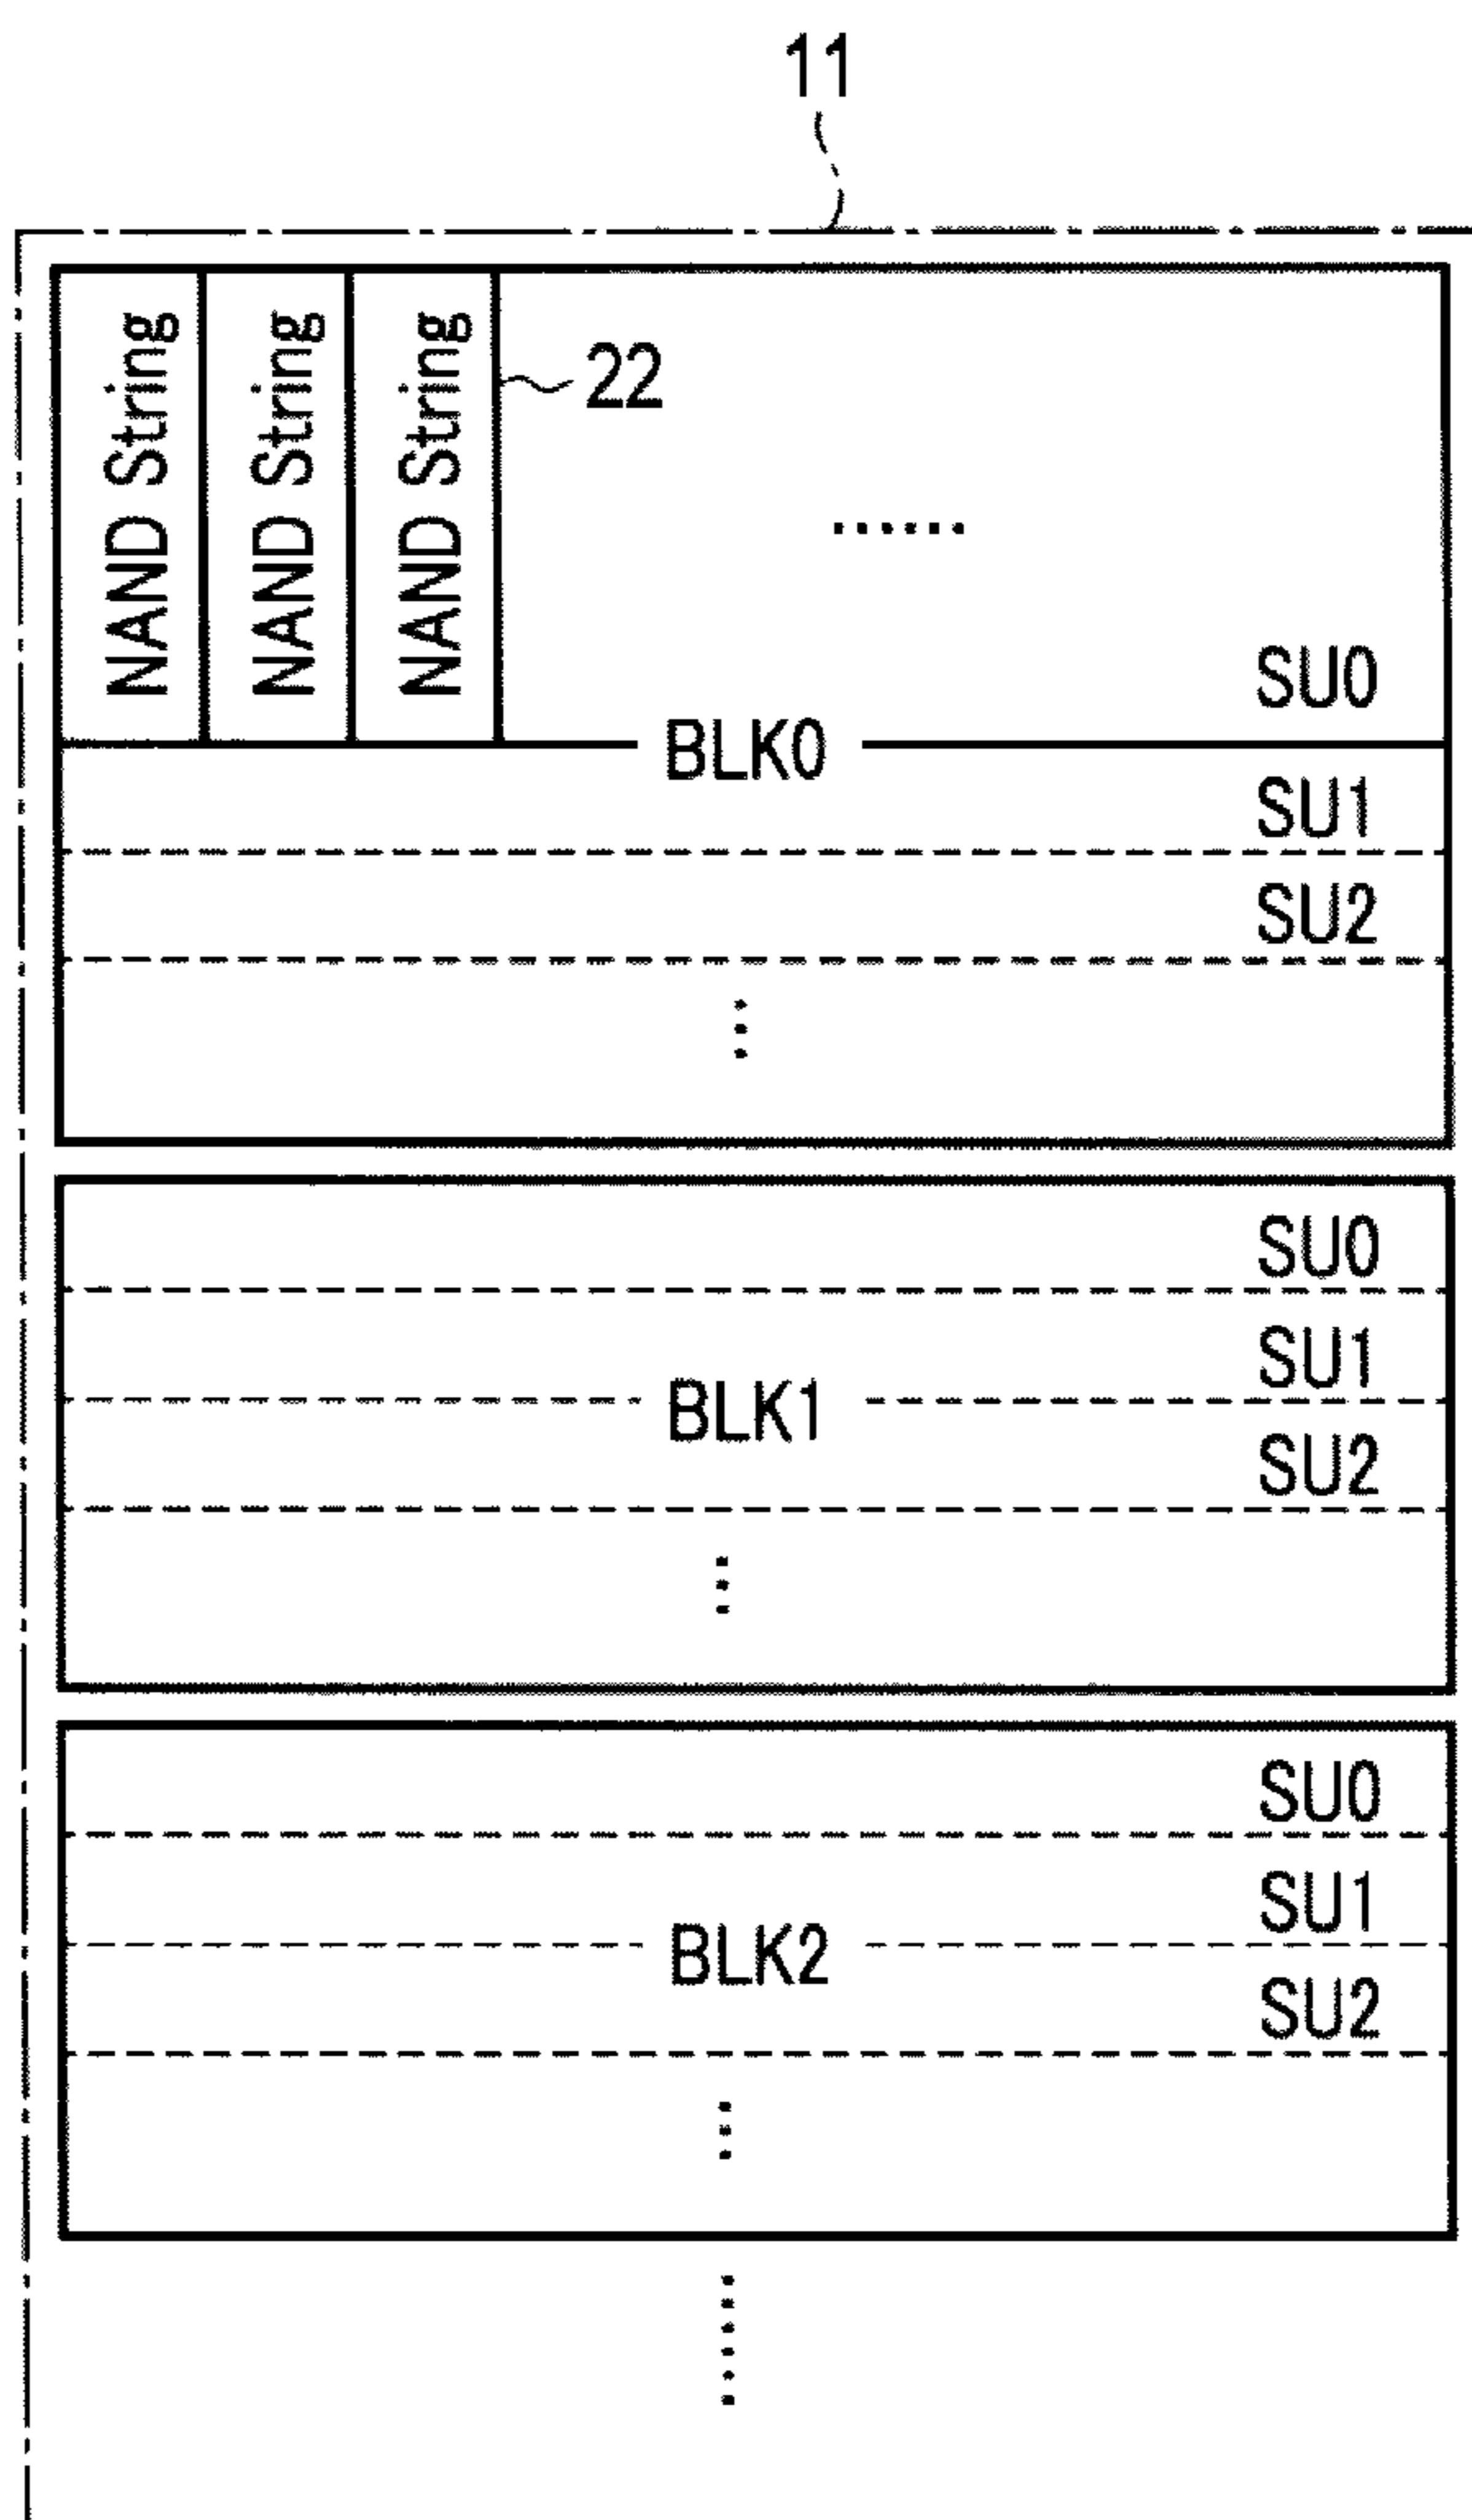 11
NAND String
NAND String
NAND String
22
SU0
BLK0
SU1
SU2
SU0
SU1
BLK1
SU2
SU0
SU1
BLK2
SU2